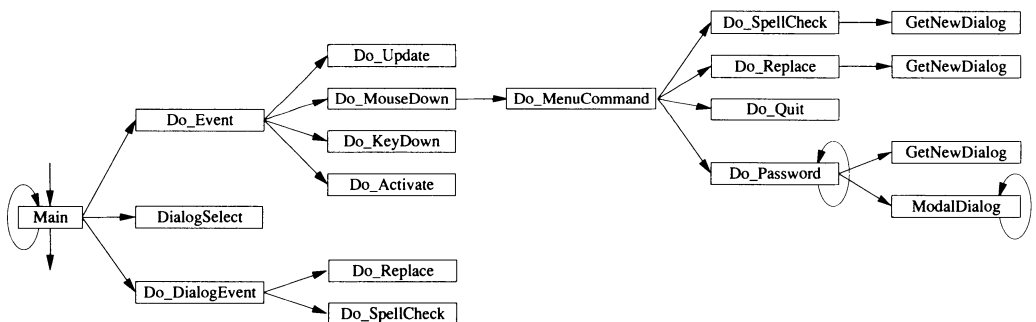 Do_SpellCheck
GetNewDialog
Do_Update
Do_Replace
GetNewDialog
Do_MouseDown
Do_MenuCommand
Do_Event
Do_Quit
Do_KeyDown
GetNewDialog
Do_Password
Do_Activate
ModalDialog
Main
DialogSelect
Do_Replace
Do_DialogEvent
Do_SpellCheck